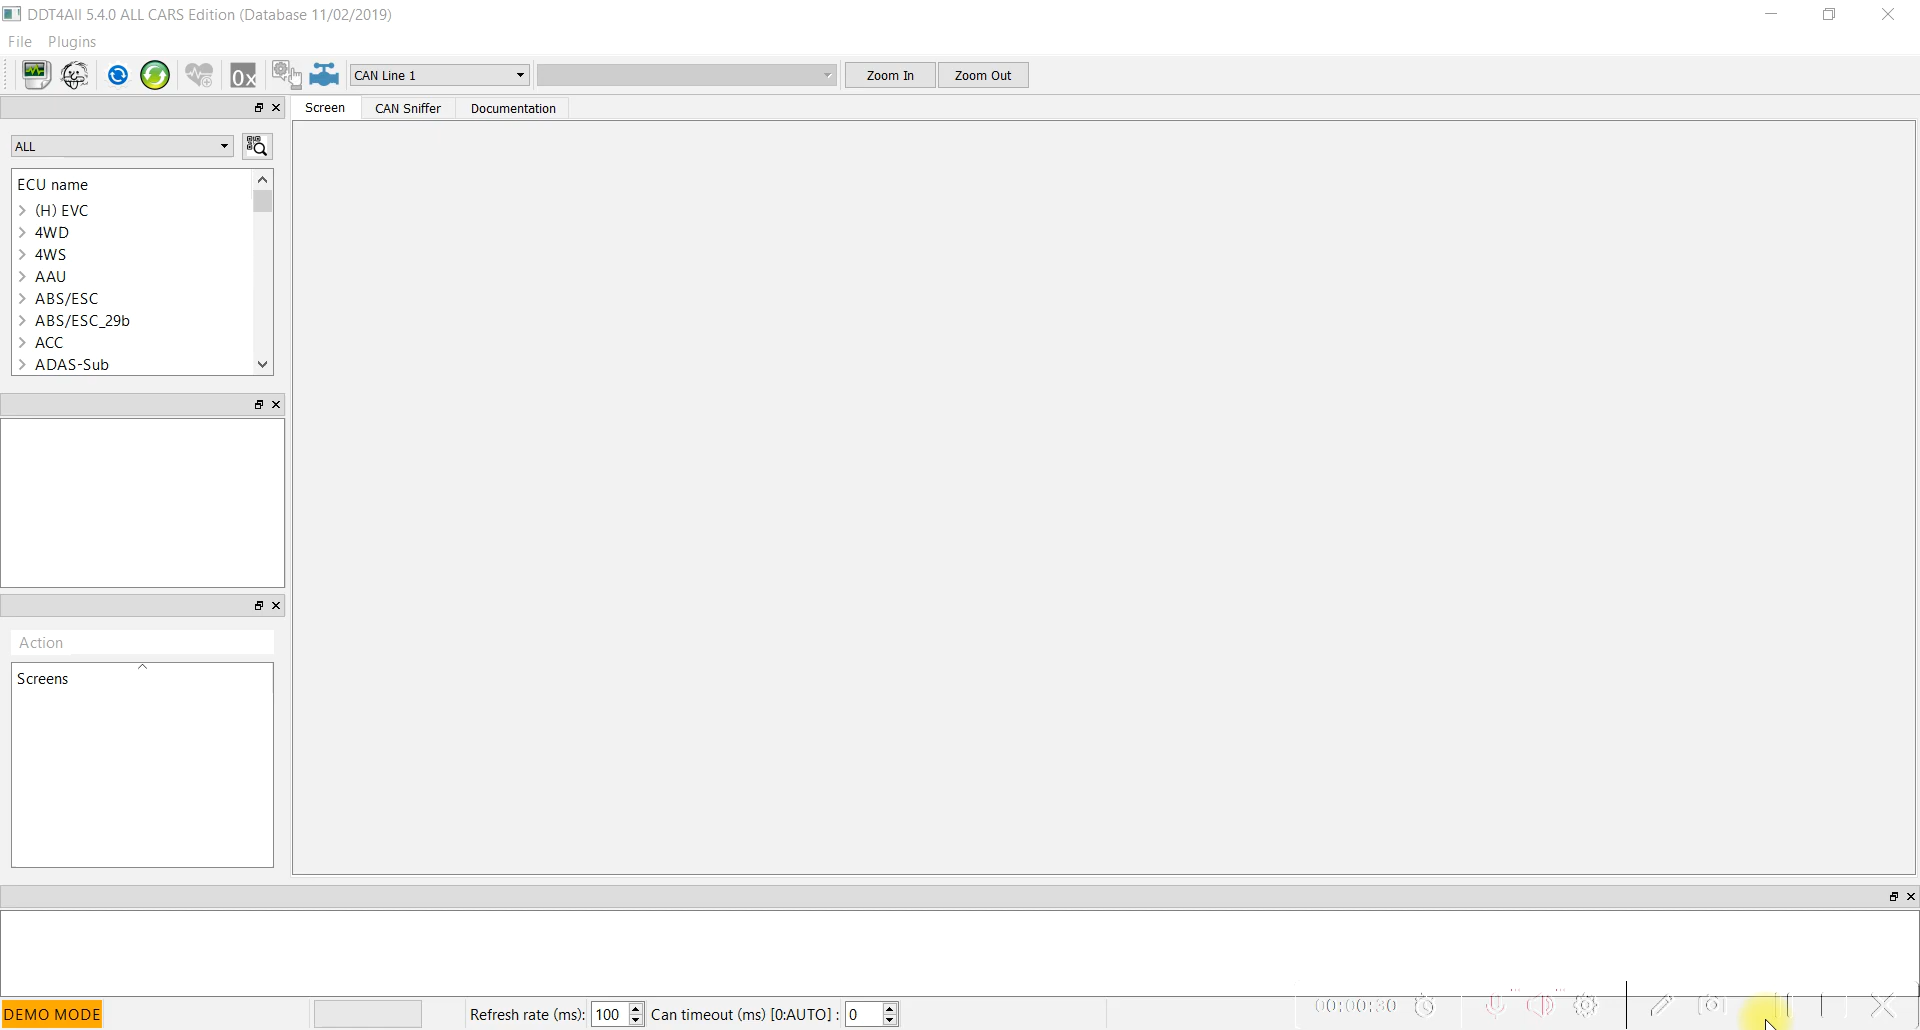 DDT4All 5.4.0 ALL CARS Edition (Database 11/02/2019)
File Plugins
0x CAN Line 1 Zoom In Zoom Out
Screen CAN Sniffer Documentation
ALL
ECU name
(H) EVC
4WD
4WS
AAU
ABS/ESC
ABS/ESC_29b
ACC
ADAS-Sub
Action
Screens
DEMO MODE Refresh rate (ms): 100 Can timeout (ms) [0:AUTO] : 0 00:00:30